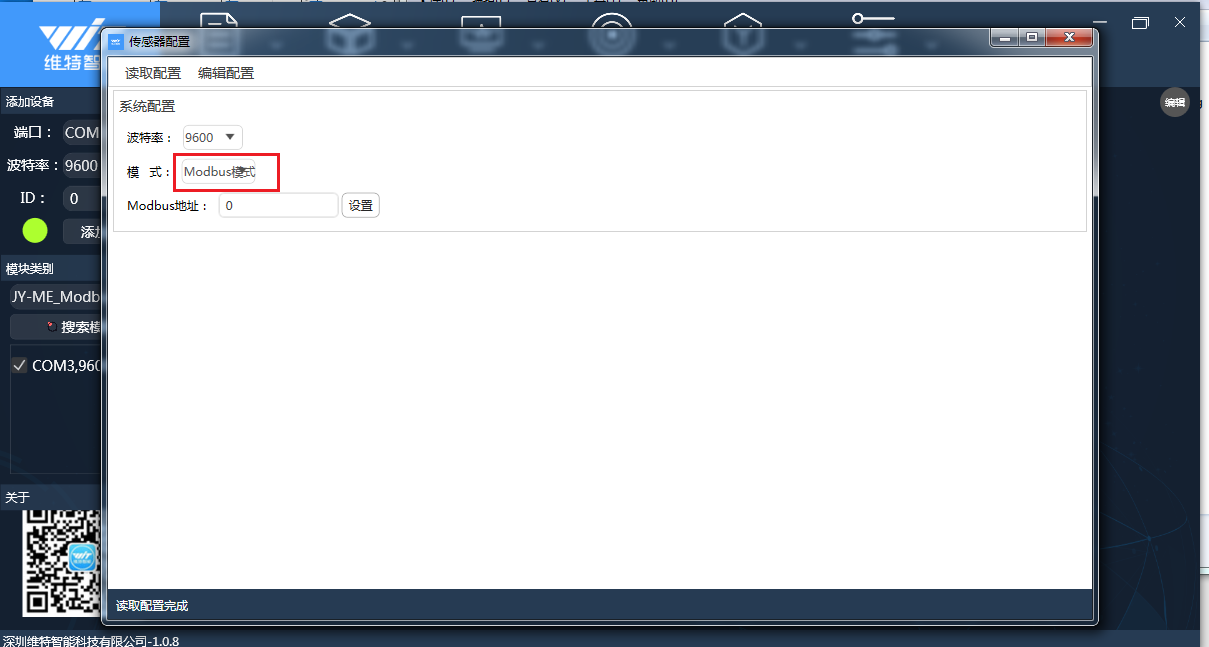 维特智
传感器配置
读取配置 编辑配置
系统配置
波特率： 9600
模 式： Modbus模式
Modbus地址： 0 设置
读取配置完成
添加设备
端口： COM
波特率： 9600
ID： 0
添加
模块类别
JY-ME_Modb
搜索模
COM3,960
关于
编辑
深圳维特智能科技有限公司-1.0.8